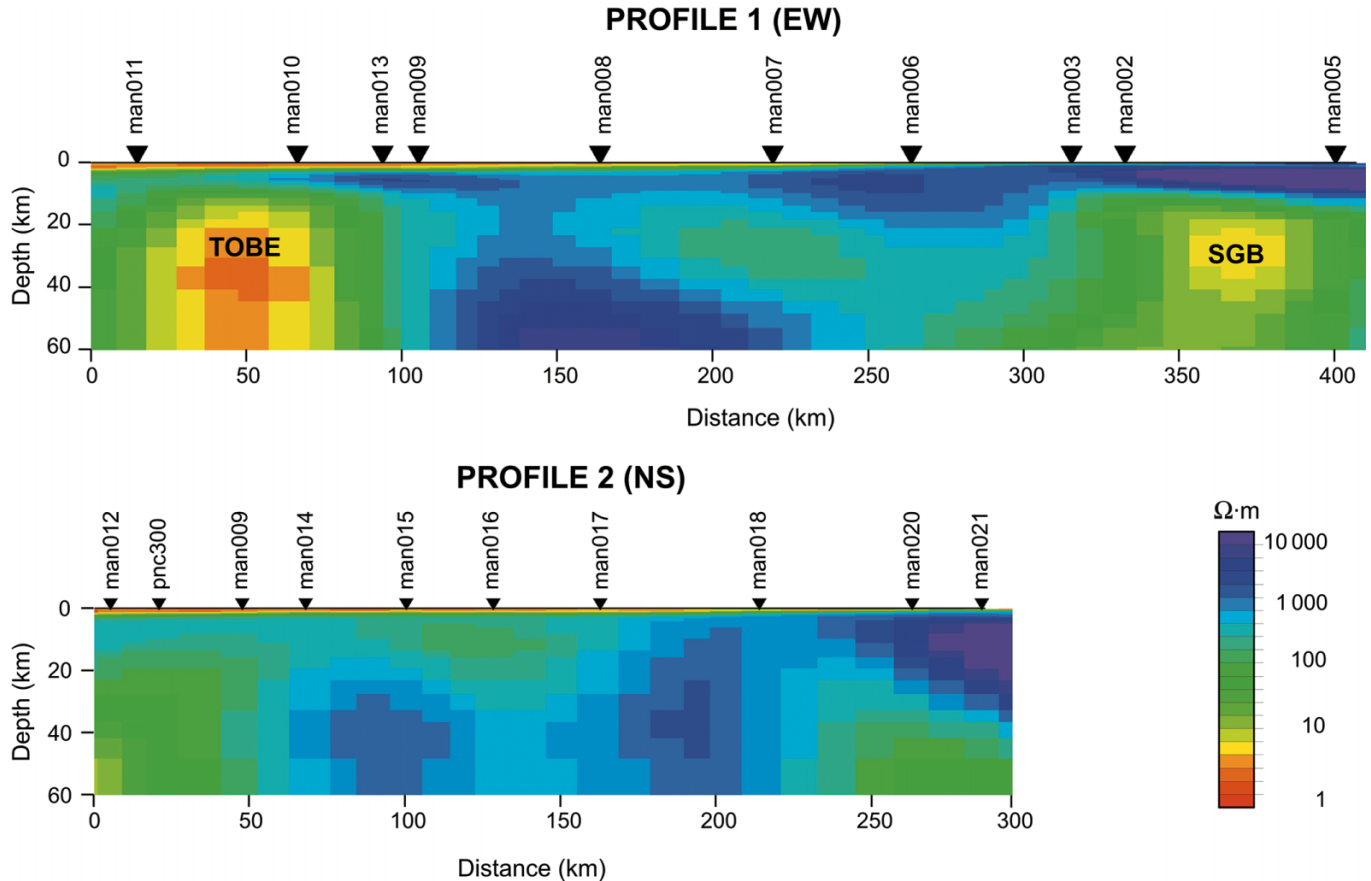 PROFILE 1 (EW)
man011
man010
man013
man009
man008
man007
man006
man003
man002
man005
Depth (km)
0
20
40
60
TOBE
SGB
0 50 100 150 200 250 300 350 400
Distance (km)
PROFILE 2 (NS)
man012
pnc300
man009
man014
man015
man016
man017
man018
man020
man021
Depth (km)
0
20
40
60
0 50 100 150 200 250 300
Distance (km)
Ω·m
10 000
1 000
100
10
1